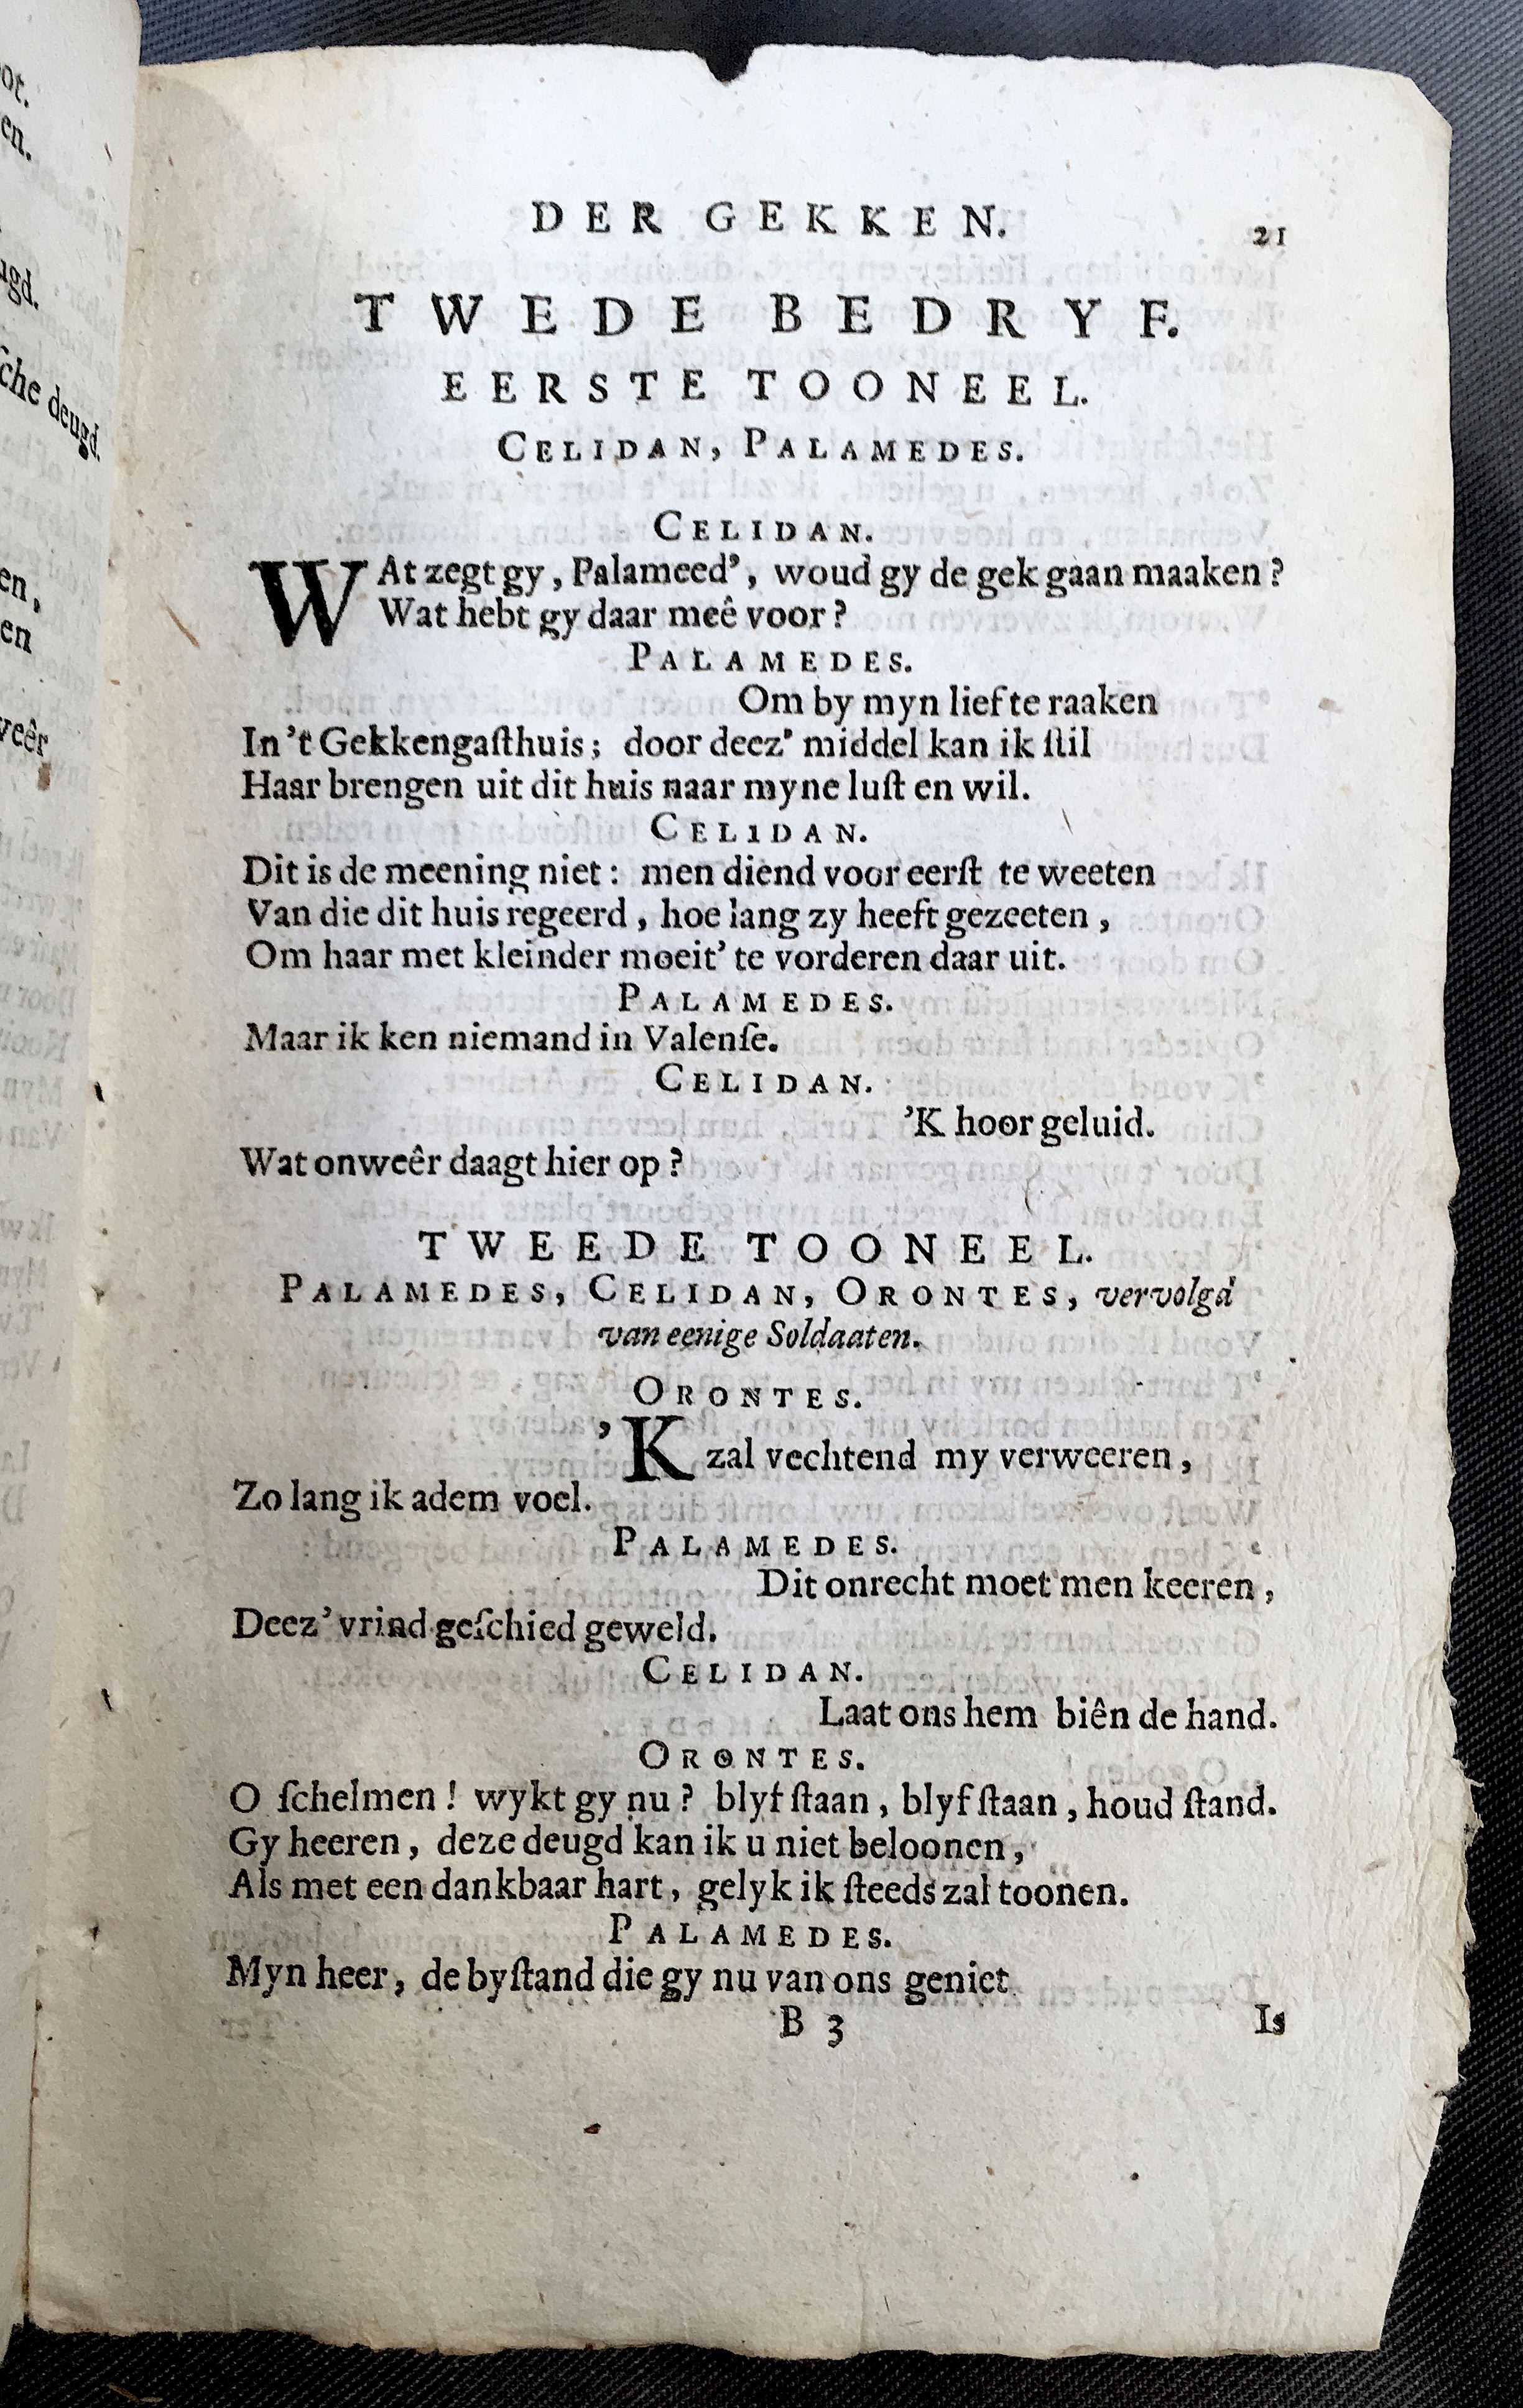 DER GEKKEN. 21
TWEDE BEDRYF.
EERSTE TOONEEL.
CELIDAN, PALAMEDES.
CELIDAN.
WAt zegt gy, Palameed', woud gy de gek gaan maaken?
Wat hebt gy daar meê voor?
PALAMEDES.
Om by myn lief te raaken
In 't Gekkengaſthuis; door deez' middel kan ik ſtil
Haar brengen uit dit huis naar myne luſt en wil.
CELIDAN.
Dit is de meening niet: men diend voor eerſt te weeten
Van die dit huis regeerd, hoe lang zy heeft gezeeten,
Om haar met kleinder moeit' te vorderen daar uit.
PALAMEDES.
Maar ik ken niemand in Valenſe.
CELIDAN.
'K hoor geluid.
Wat onweêr daagt hier op?
TWEEDE TOONEEL.
PALAMEDES, CELIDAN, ORONTES, vervolgd
van eenige Soldaaten.
ORONTES.
'K zal vechtend my verweeren,
Zo lang ik adem voel.
PALAMEDES.
Dit onrecht moet men keeren,
Deez' vrind geſchied geweld.
CELIDAN.
Laat ons hem biên de hand.
ORONTES.
O ſchelmen! wykt gy nu? blyf ſtaan, blyf ſtaan, houd ſtand.
Gy heeren, deze deugd kan ik u niet beloonen,
Als met een dankbaar hart, gelyk ik ſteeds zal toonen.
PALAMEDES.
Myn heer, de byſtand die gy nu van ons geniet
B 3 Is
ot.
en.
ugd.
ſche deugd.
en,
en
veêr